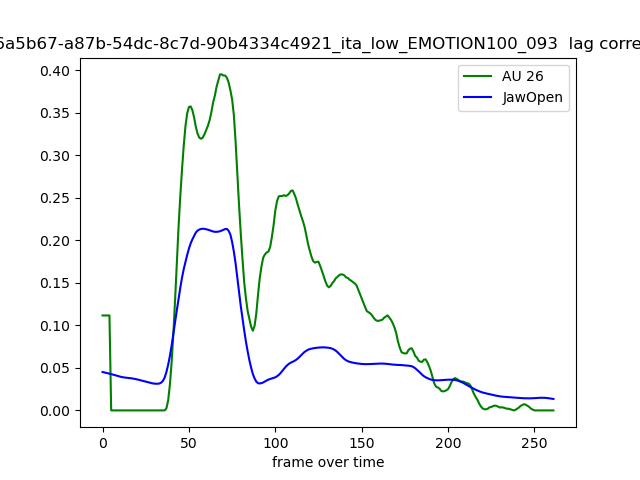 6a5b67-a87b-54dc-8c7d-90b4334c4921_ita_low_EMOTION100_093 lag corre
AU 26
JawOpen
0.40
0.35
0.30
0.25
0.20
0.15
0.10
0.05
0.00
0 50 100 150 200 250
frame over time